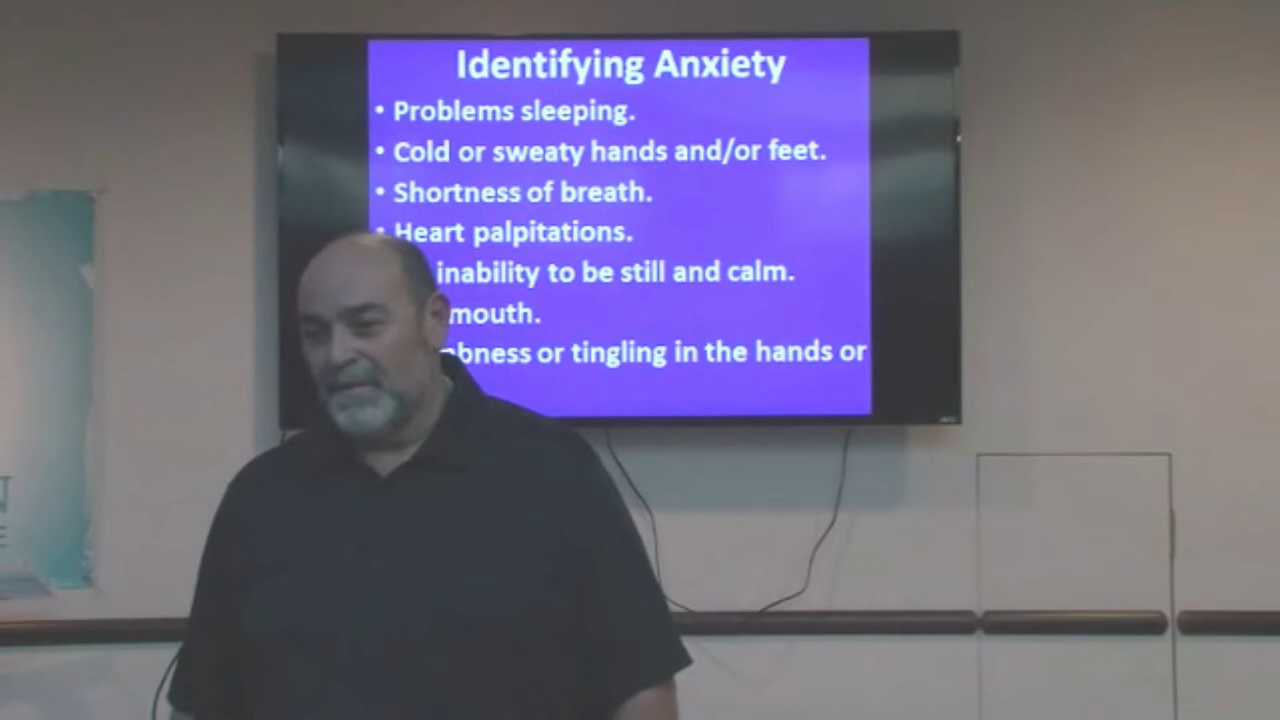 Identifying Anxiety
• Problems sleeping.
• Cold or sweaty hands and/or feet.
• Shortness of breath.
• Heart palpitations.
inability to be still and calm.
mouth.
bness or tingling in the hands or